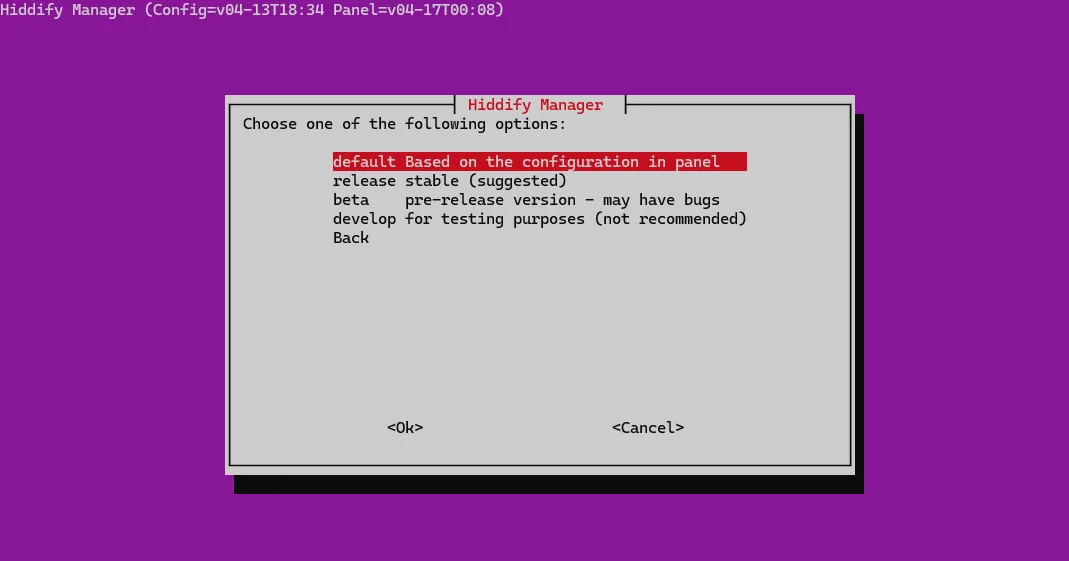 Hiddify Manager (Config=v04-13T18:34 Panel=v04-17T00:08)
Hiddify Manager
Choose one of the following options:
default Based on the configuration in panel
release stable (suggested)
beta    pre-release version - may have bugs
develop for testing purposes (not recommended)
Back
<Ok>                     <Cancel>